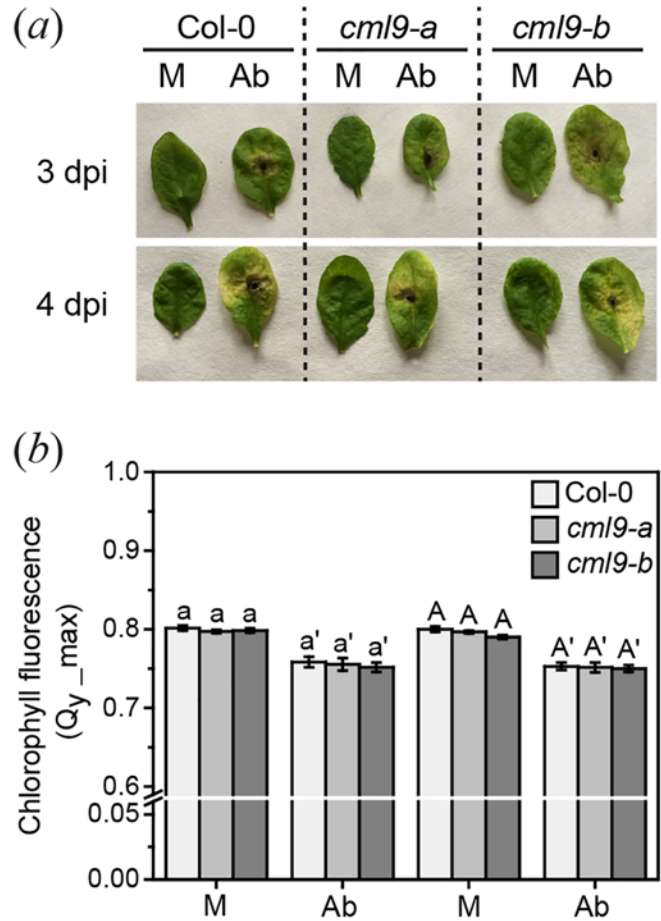 (a)
Col-0 cml9-a cml9-b
M Ab M Ab M Ab
3 dpi
4 dpi
(b)
Chlorophyll fluorescence
(Qy_max)
1.0
0.9
0.8
0.7
0.6
0.05
0.00
Col-0
cml9-a
cml9-b
a a a a' a' a' A A A A' A' A'
M Ab M Ab